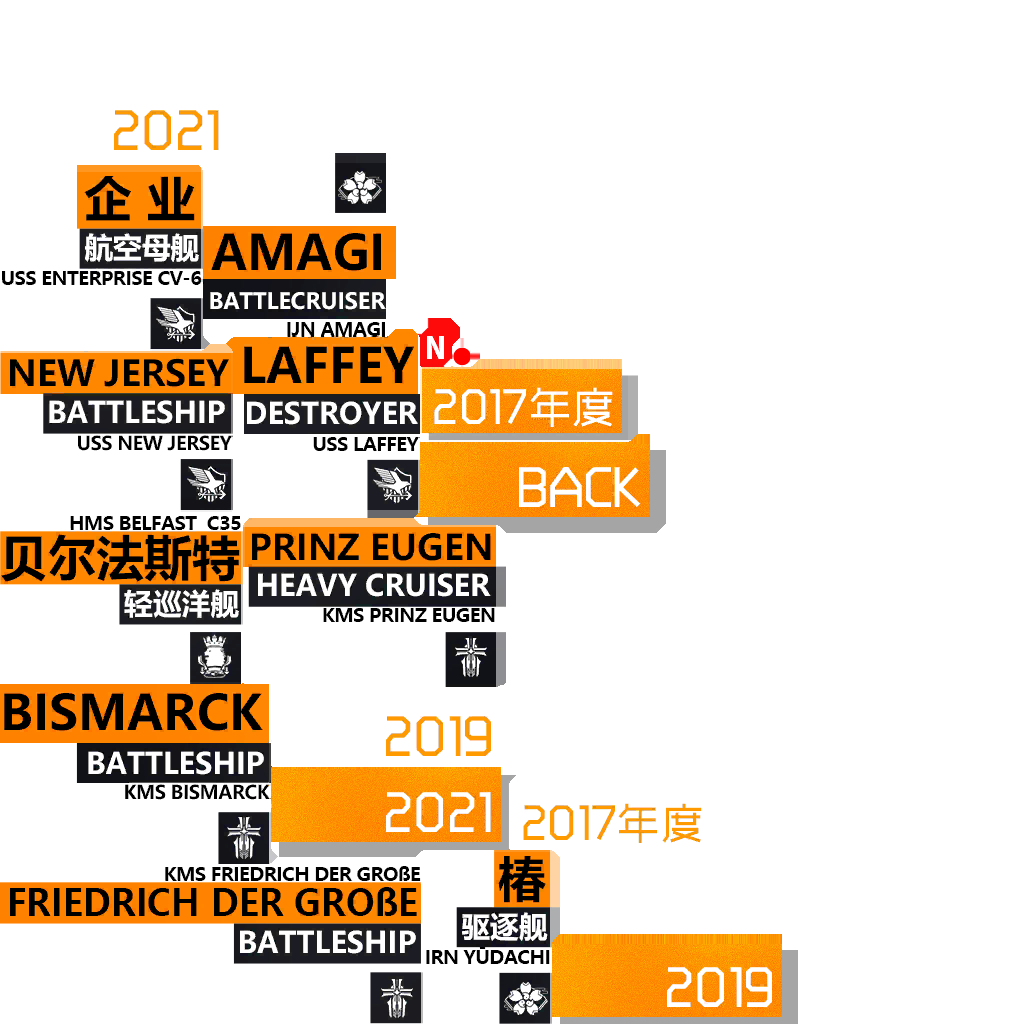 2021
企业
航空母舰
USS ENTERPRISE CV-6
AMAGI
BATTLECRUISER
IJN AMAGI
NEW JERSEY
BATTLESHIP
USS NEW JERSEY
LAFFEY
DESTROYER
USS LAFFEY
N.
2017年度
BACK
HMS BELFAST C35
贝尔法斯特
轻巡洋舰
PRINZ EUGEN
HEAVY CRUISER
KMS PRINZ EUGEN
BISMARCK
BATTLESHIP
KMS BISMARCK
2019
2021
2017年度
KMS FRIEDRICH DER GROßE
FRIEDRICH DER GROßE
BATTLESHIP
椿
驱逐舰
IRN YŪDACHI
2019